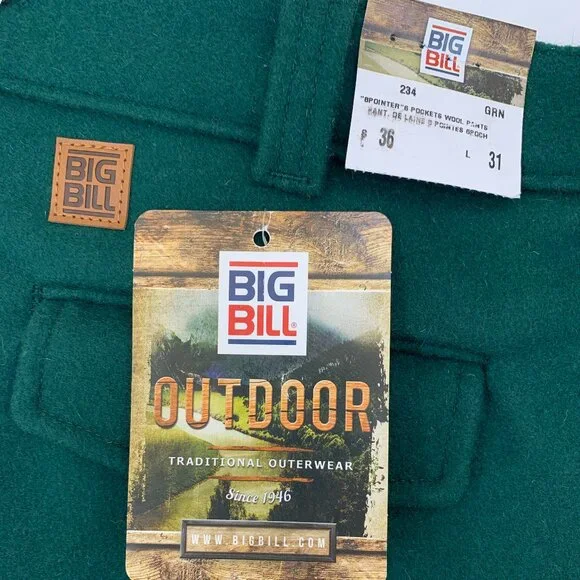 BIG
BILL
234
GRN
"8POINTER"6 POCKETS WOOL PANTS
PANT. DE LAINE 8 POINTES 6POCH
36
L 31
BIG
BILL
BIG
BILL®
OUTDOOR
TRADITIONAL OUTERWEAR
Since 1946
WWW.BIGBILL.COM